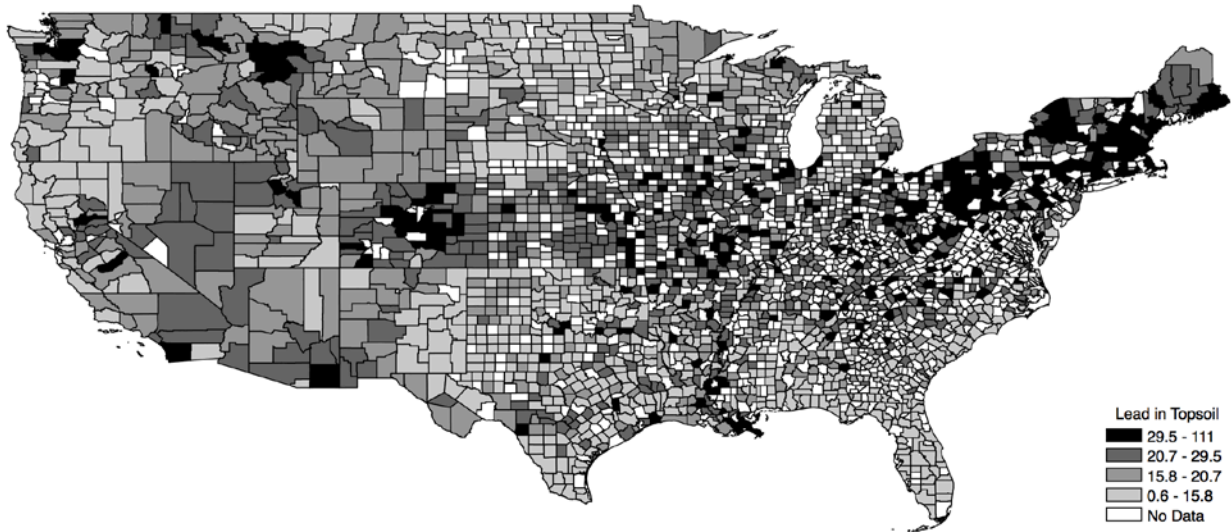 Lead in Topsoil
29.5 - 111
20.7 - 29.5
15.8 - 20.7
0.6 - 15.8
No Data